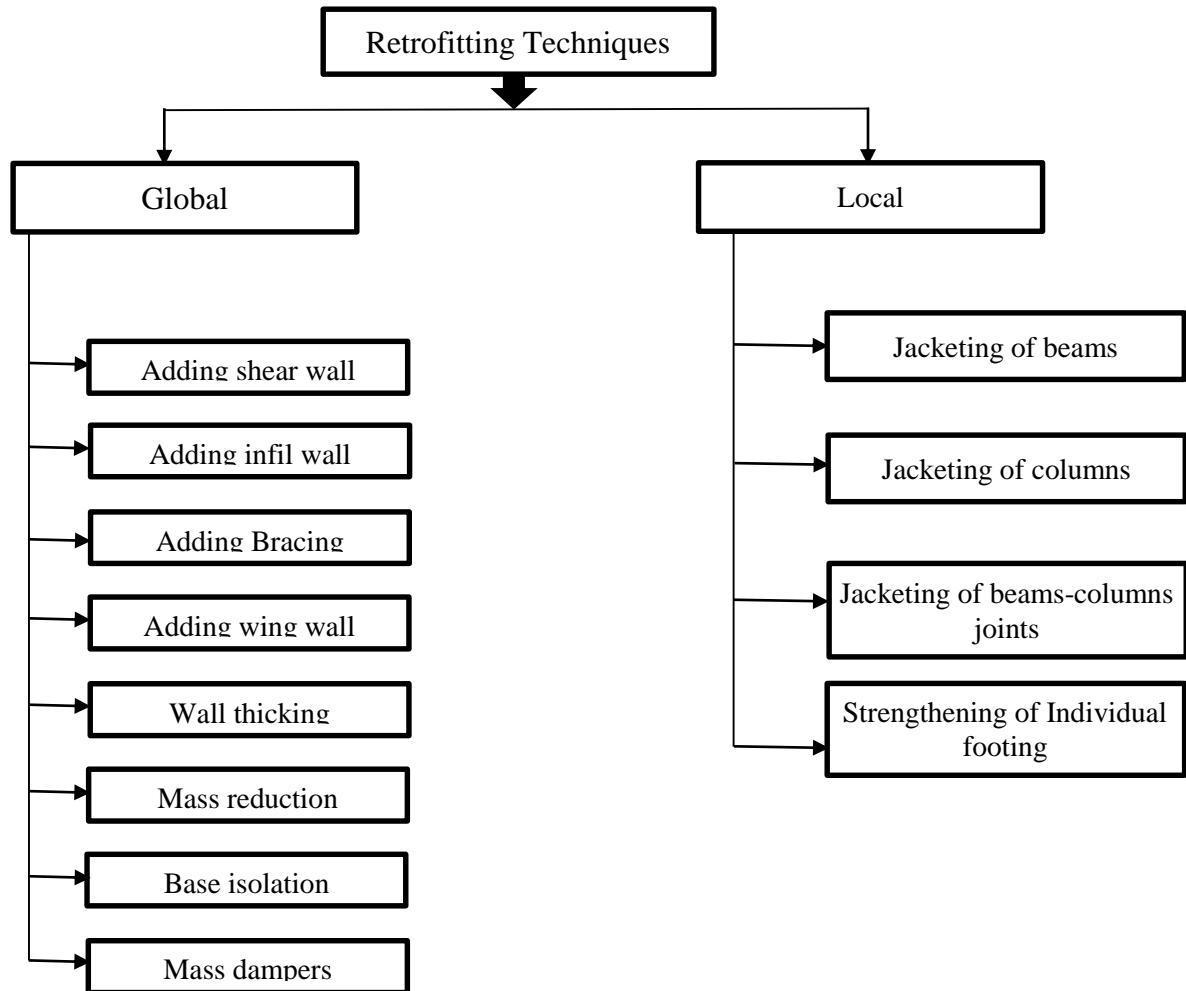 Retrofitting Techniques
Global
Local
Adding shear wall
Adding infil wall
Adding Bracing
Adding wing wall
Wall thicking
Mass reduction
Base isolation
Mass dampers
Jacketing of beams
Jacketing of columns
Jacketing of beams-columns
joints
Strengthening of Individual
footing